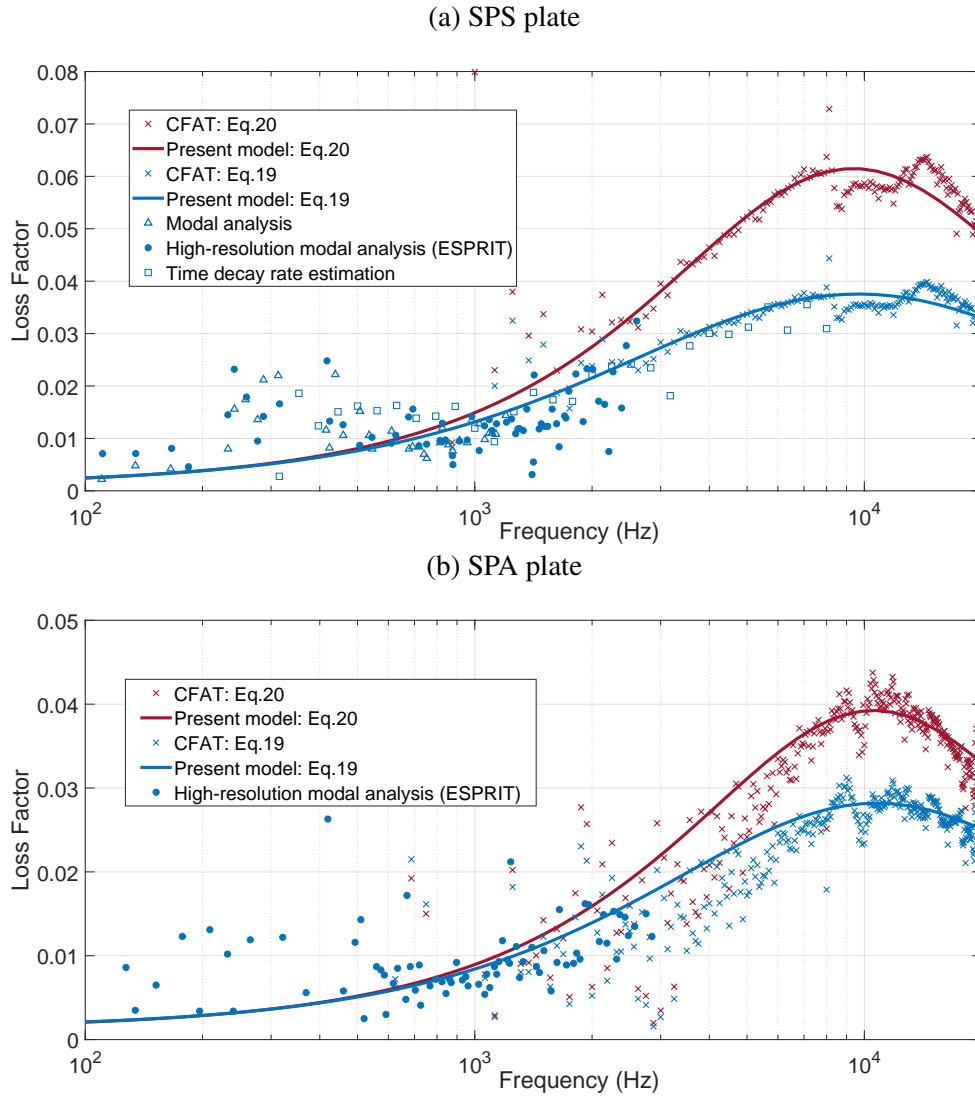 (a) SPS plate
0.08
0.07
0.06
0.05
0.04
0.03
0.02
0.01
0
Loss Factor
CFAT: Eq.20
Present model: Eq.20
CFAT: Eq.19
Present model: Eq.19
Modal analysis
High-resolution modal analysis (ESPRIT)
Time decay rate estimation
10² 10³ 10⁴
Frequency (Hz)
(b) SPA plate
0.05
0.04
0.03
0.02
0.01
0
Loss Factor
CFAT: Eq.20
Present model: Eq.20
CFAT: Eq.19
Present model: Eq.19
High-resolution modal analysis (ESPRIT)
10² 10³ 10⁴
Frequency (Hz)